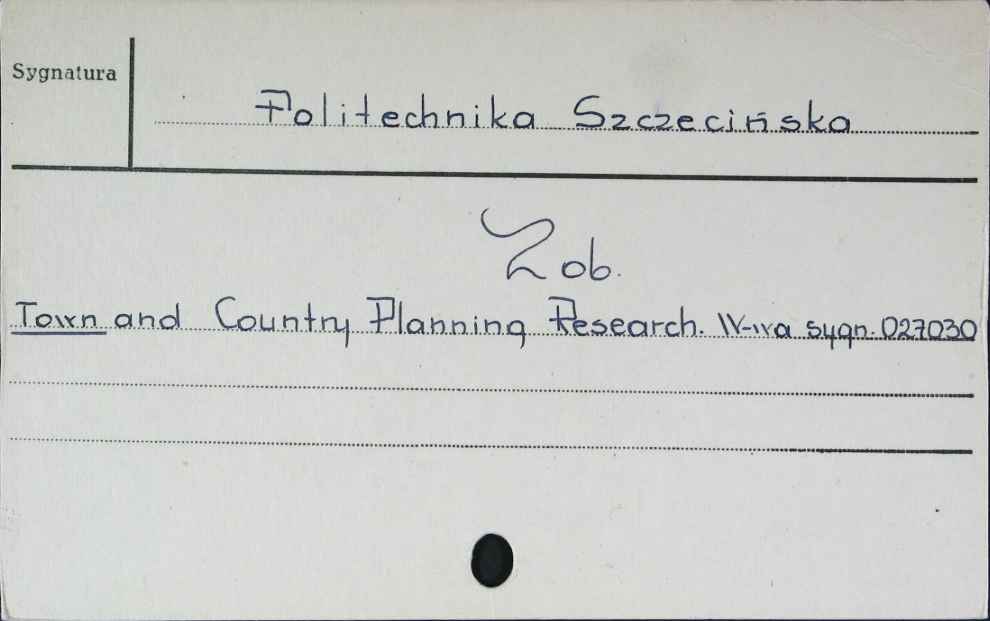 Sygnatura
Politechnika Szczecińska
Zob.
Town and Country Planning Research. W-wa sygn. 027030